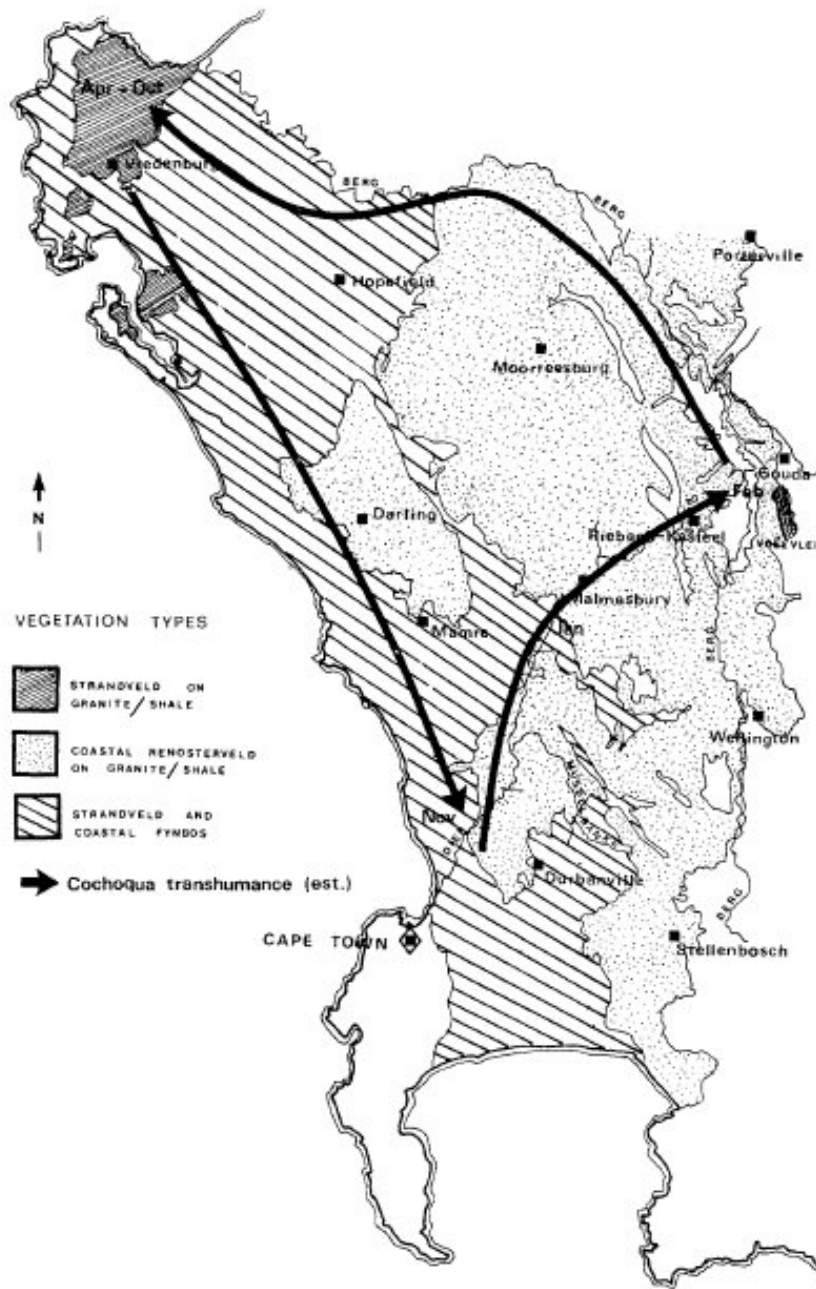 Apr → Out
Vredenburg
BERG
BERG
Porterville
Hopefield
Moorreesburg
Gouda
Feb
Darling
Riebeek-Kasteel
VOELVLEI
N
Malmesbury
Jan
Mamre
BERG
VEGETATION TYPES
STRANDVELD ON
GRANITE/SHALE
Wellington
COASTAL RENOSTERVELD
ON GRANITE/SHALE
Nov
STRANDVELD AND
COASTAL FYNBOS
Durbanville
Cochoqua transhumance (est.)
BERG
CAPE TOWN
Stellenbosch